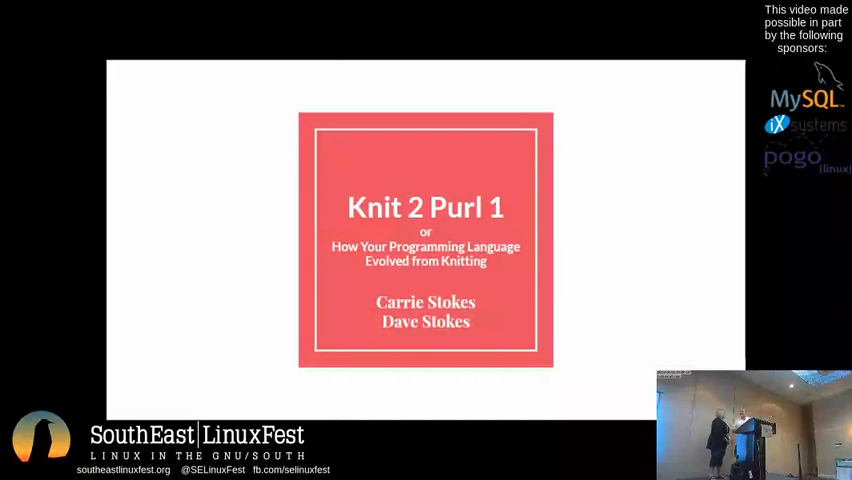 This video made
possible in part
by the following
sponsors:
MySQL
iX systems
pogo
[linux]
Knit 2 Purl 1
or
How Your Programming Language
Evolved from Knitting
Carrie Stokes
Dave Stokes
SouthEast LinuxFest
LINUX IN THE GNU/SOUTH
southeastlinuxfest.org @SELinuxFest fb.com/selinuxfest